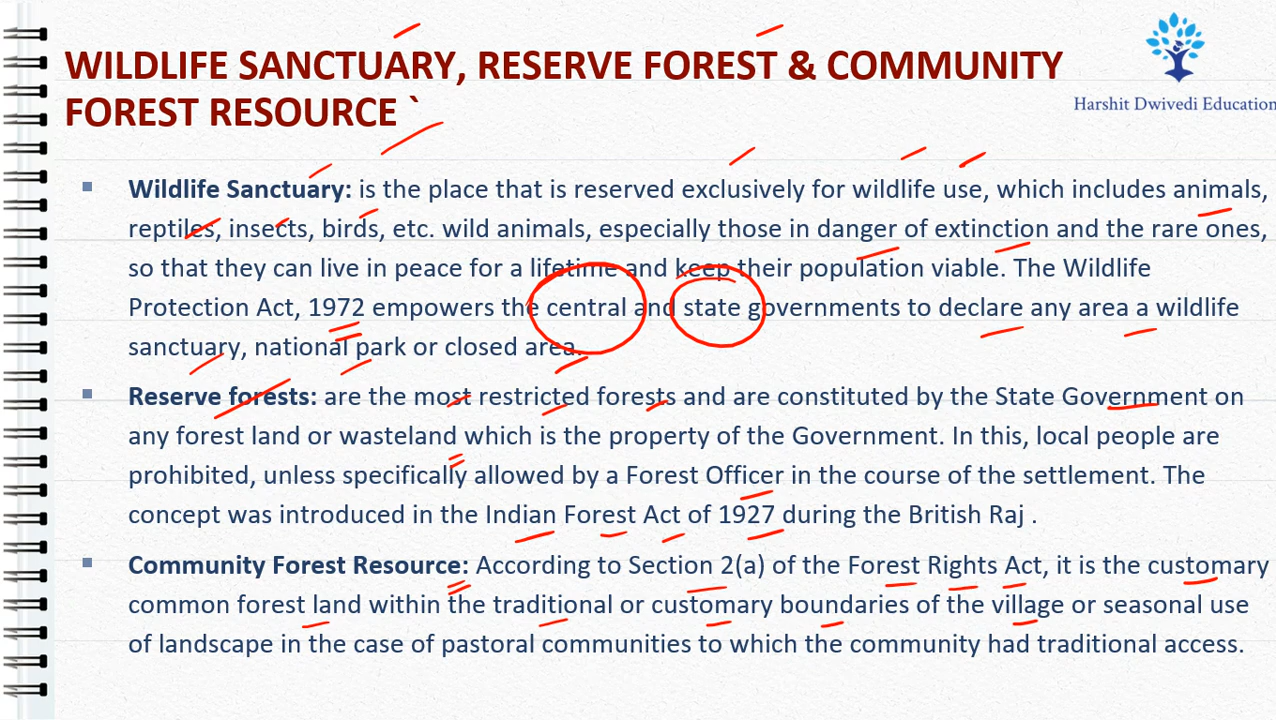 WILDLIFE SANCTUARY, RESERVE FOREST & COMMUNITY
FOREST RESOURCE `
Harshit Dwivedi Education
▪ Wildlife Sanctuary: is the place that is reserved exclusively for wildlife use, which includes animals,
reptiles, insects, birds, etc. wild animals, especially those in danger of extinction and the rare ones,
so that they can live in peace for a lifetime and keep their population viable. The Wildlife
Protection Act, 1972 empowers the central and state governments to declare any area a wildlife
sanctuary, national park or closed area.
▪ Reserve forests: are the most restricted forests and are constituted by the State Government on
any forest land or wasteland which is the property of the Government. In this, local people are
prohibited, unless specifically allowed by a Forest Officer in the course of the settlement. The
concept was introduced in the Indian Forest Act of 1927 during the British Raj .
▪ Community Forest Resource: According to Section 2(a) of the Forest Rights Act, it is the customary
common forest land within the traditional or customary boundaries of the village or seasonal use
of landscape in the case of pastoral communities to which the community had traditional access.